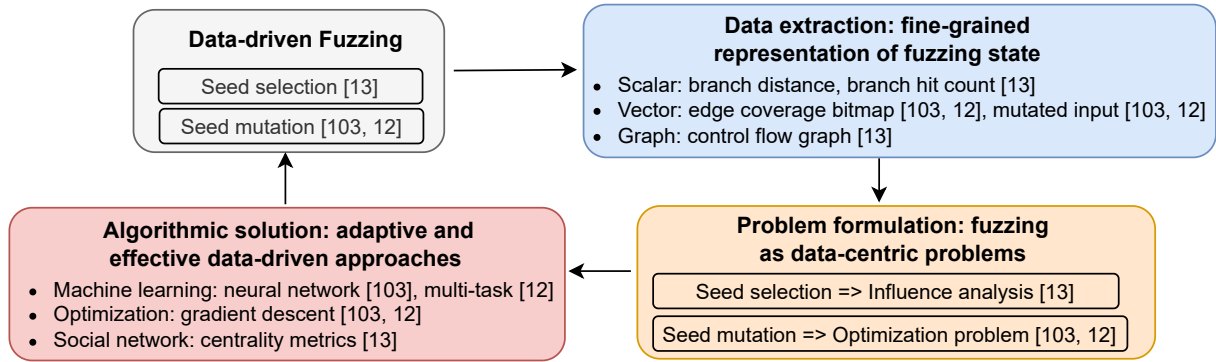 Data-driven Fuzzing
Seed selection [13]
Seed mutation [103, 12]
Data extraction: fine-grained
representation of fuzzing state
• Scalar: branch distance, branch hit count [13]
• Vector: edge coverage bitmap [103, 12], mutated input [103, 12]
• Graph: control flow graph [13]
Problem formulation: fuzzing
as data-centric problems
Seed selection => Influence analysis [13]
Seed mutation => Optimization problem [103, 12]
Algorithmic solution: adaptive and
effective data-driven approaches
• Machine learning: neural network [103], multi-task [12]
• Optimization: gradient descent [103, 12]
• Social network: centrality metrics [13]